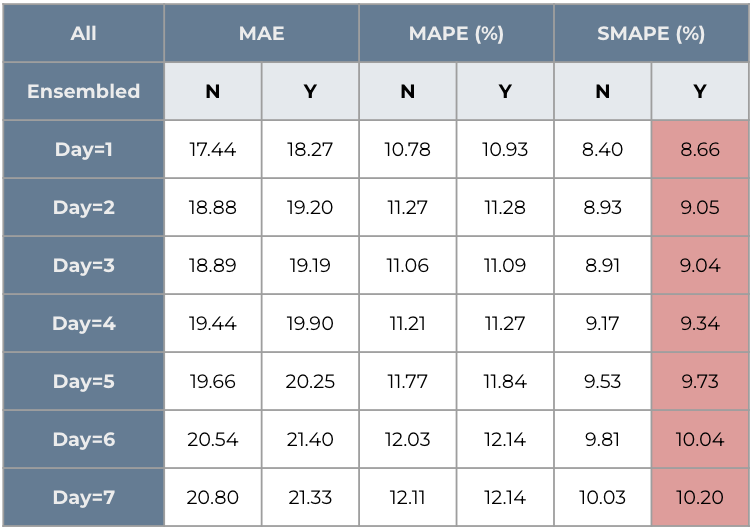 All MAE MAPE (%) SMAPE (%)
Ensembled N Y N Y N Y
Day=1 17.44 18.27 10.78 10.93 8.40 8.66
Day=2 18.88 19.20 11.27 11.28 8.93 9.05
Day=3 18.89 19.19 11.06 11.09 8.91 9.04
Day=4 19.44 19.90 11.21 11.27 9.17 9.34
Day=5 19.66 20.25 11.77 11.84 9.53 9.73
Day=6 20.54 21.40 12.03 12.14 9.81 10.04
Day=7 20.80 21.33 12.11 12.14 10.03 10.20